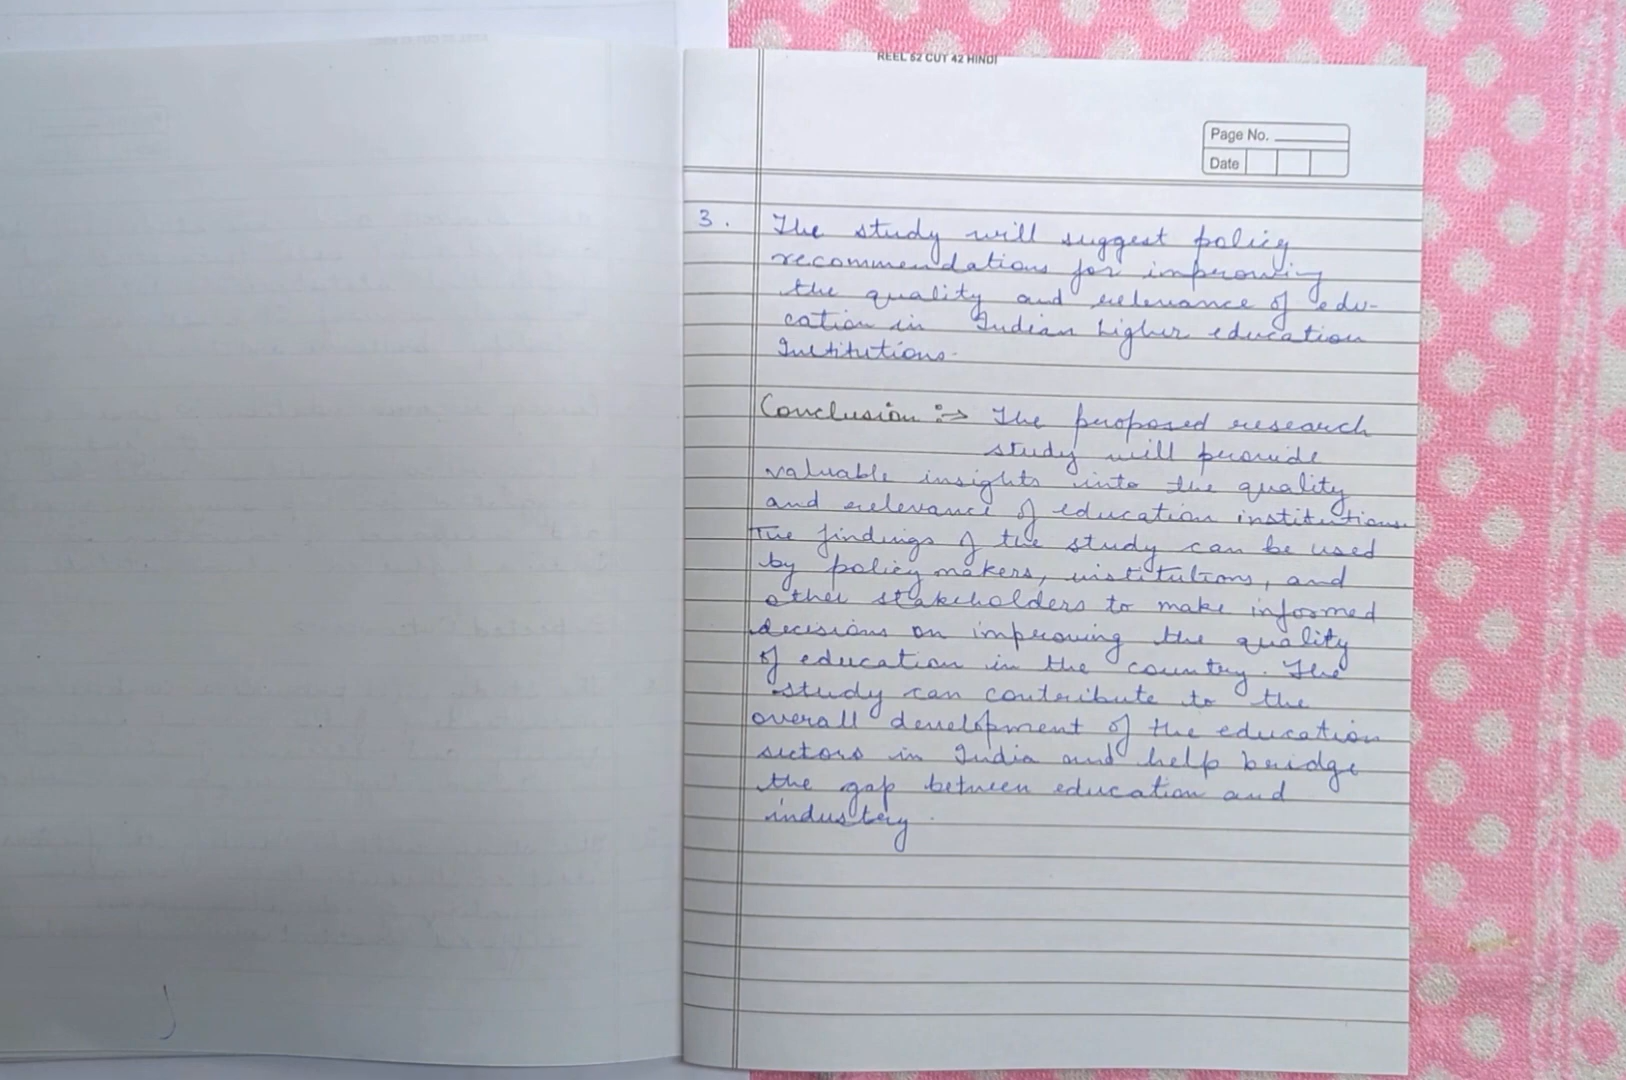 REEL 52 CUT 42 HINDI
Page No.
Date
3. The study will suggest policy
recommendations for improving
the quality and relevance of edu-
cation in Indian higher education
Institutions.
Conclusion :-> The proposed research
study will provide
valuable insights into the quality
and relevance of education institutions.
The findings of the study can be used
by policy makers, institutions, and
other stakeholders to make informed
decisions on improving the quality
of education in the country. The
study can contribute to the
overall development of the education
sectors in India and help bridge
the gap between education and
industry.